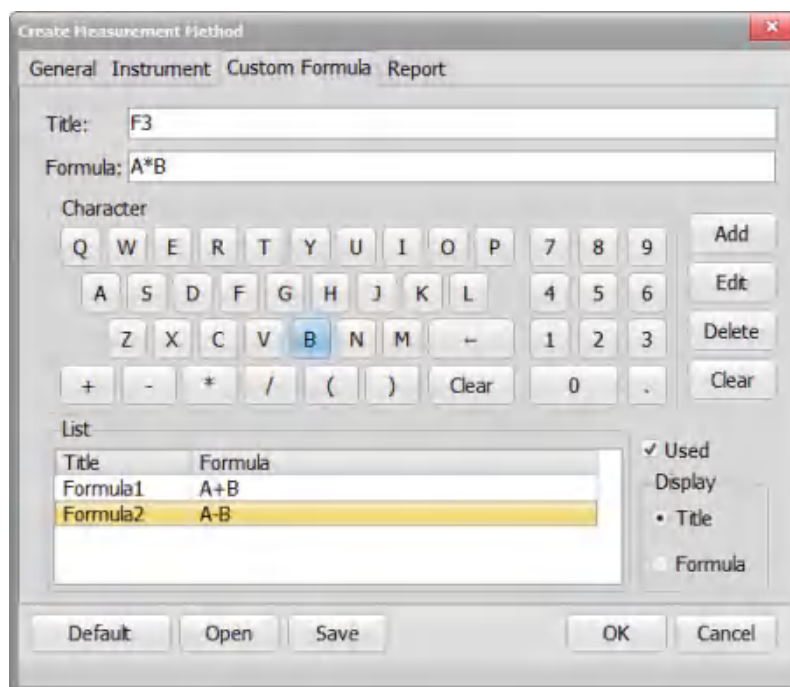 Create Measurement Method
General Instrument Custom Formula Report
Title: F3
Formula: A*B
Character
Q W E R T Y U I O P 7 8 9 Add
A S D F G H J K L 4 5 6 Edit
Z X C V B N M ← 1 2 3 Delete
+ - * / ( ) Clear 0 . Clear
List
Title Formula
Formula1 A+B
Formula2 A-B
Used
Display
Title
Formula
Default Open Save OK Cancel